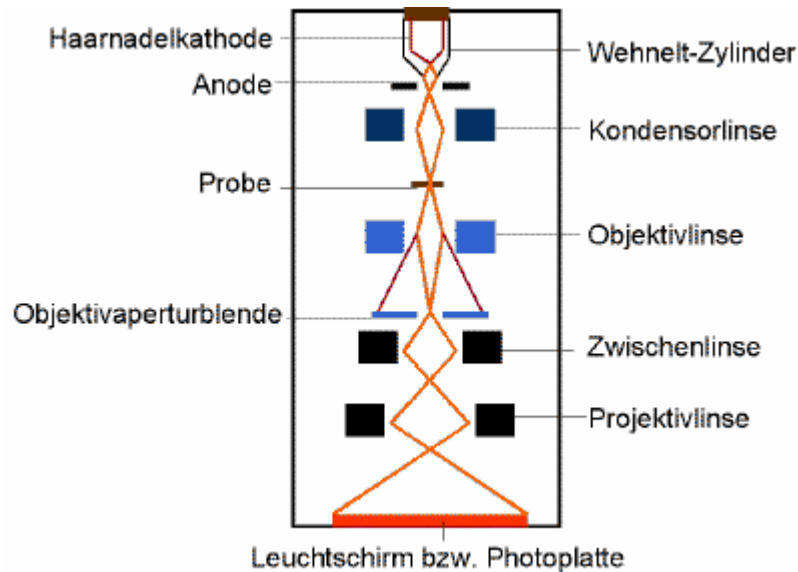 Haarnadelkathode
Wehnelt-Zylinder
Anode
Kondensorlinse
Probe
Objektivlinse
Objektivaperturblende
Zwischenlinse
Projektivlinse
Leuchtschirm bzw. Photoplatte